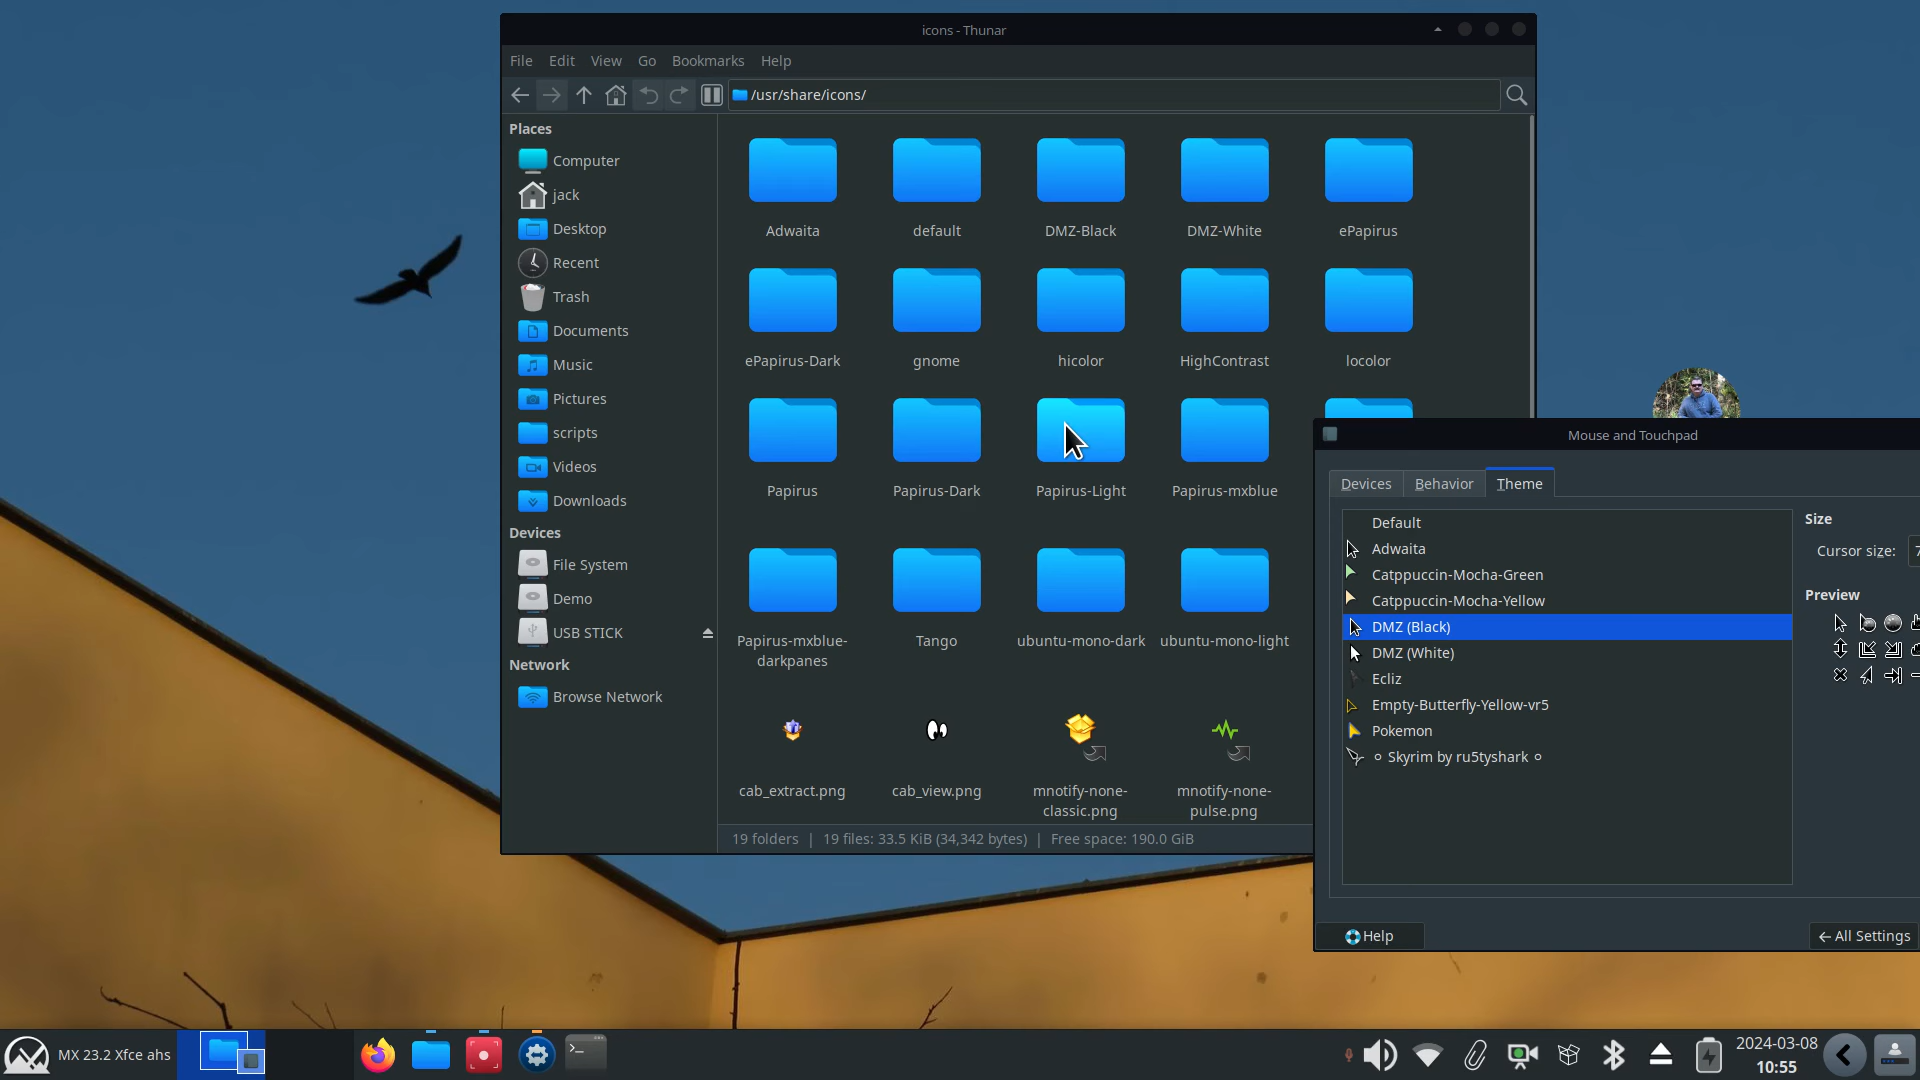 icons - Thunar
File Edit View Go Bookmarks Help
/usr/share/icons/
Places
Computer
jack
Desktop
Recent
Trash
Documents
Music
Pictures
scripts
Videos
Downloads
Devices
File System
Demo
USB STICK
Network
Browse Network
Adwaita default DMZ-Black DMZ-White ePapirus
ePapirus-Dark gnome hicolor HighContrast locolor
Papirus Papirus-Dark Papirus-Light Papirus-mxblue
Papirus-mxblue-
darkpanes
Tango ubuntu-mono-dark ubuntu-mono-light
cab_extract.png cab_view.png
mnotify-none-
classic.png
mnotify-none-
pulse.png
19 folders | 19 files: 33.5 KiB (34,342 bytes) | Free space: 190.0 GiB
Mouse and Touchpad
Devices Behavior Theme
Default
Adwaita
Catppuccin-Mocha-Green
Catppuccin-Mocha-Yellow
DMZ (Black)
DMZ (White)
Ecliz
Empty-Butterfly-Yellow-vr5
Pokemon
⚬ Skyrim by ru5tyshark ⚬
Size
Cursor size:
Preview
Help
All Settings
MX 23.2 Xfce ahs
2024-03-08
10:55